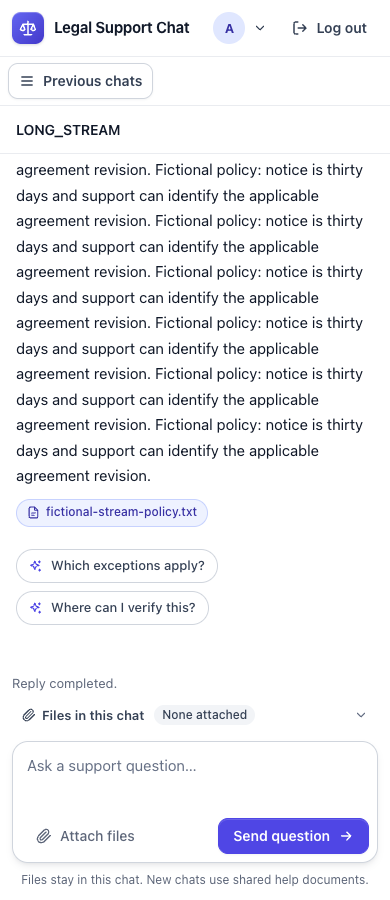 Legal Support Chat
A
Log out
Previous chats
LONG_STREAM
agreement revision. Fictional policy: notice is thirty
days and support can identify the applicable
agreement revision. Fictional policy: notice is thirty
days and support can identify the applicable
agreement revision. Fictional policy: notice is thirty
days and support can identify the applicable
agreement revision. Fictional policy: notice is thirty
days and support can identify the applicable
agreement revision. Fictional policy: notice is thirty
days and support can identify the applicable
agreement revision. Fictional policy: notice is thirty
days and support can identify the applicable
agreement revision.
fictional-stream-policy.txt
Which exceptions apply?
Where can I verify this?
Reply completed.
Files in this chat None attached
Ask a support question...
Attach files
Send question
Files stay in this chat. New chats use shared help documents.